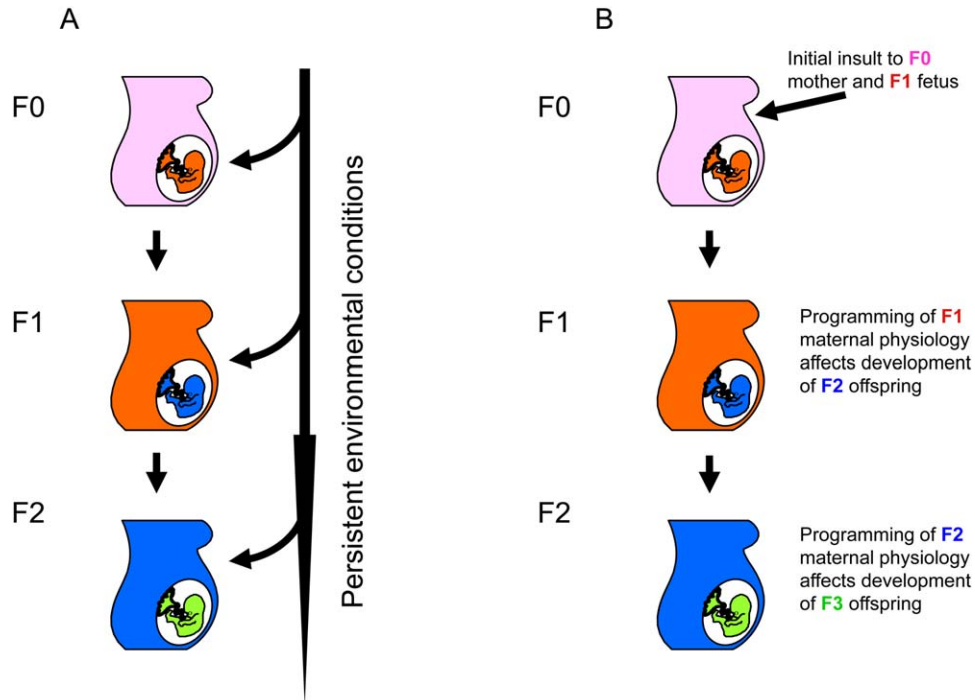 A
F0
F1
F2
Persistent environmental conditions
B
Initial insult to F0
mother and F1 fetus
F0
F1
Programming of F1
maternal physiology
affects development
of F2 offspring
F2
Programming of F2
maternal physiology
affects development
of F3 offspring